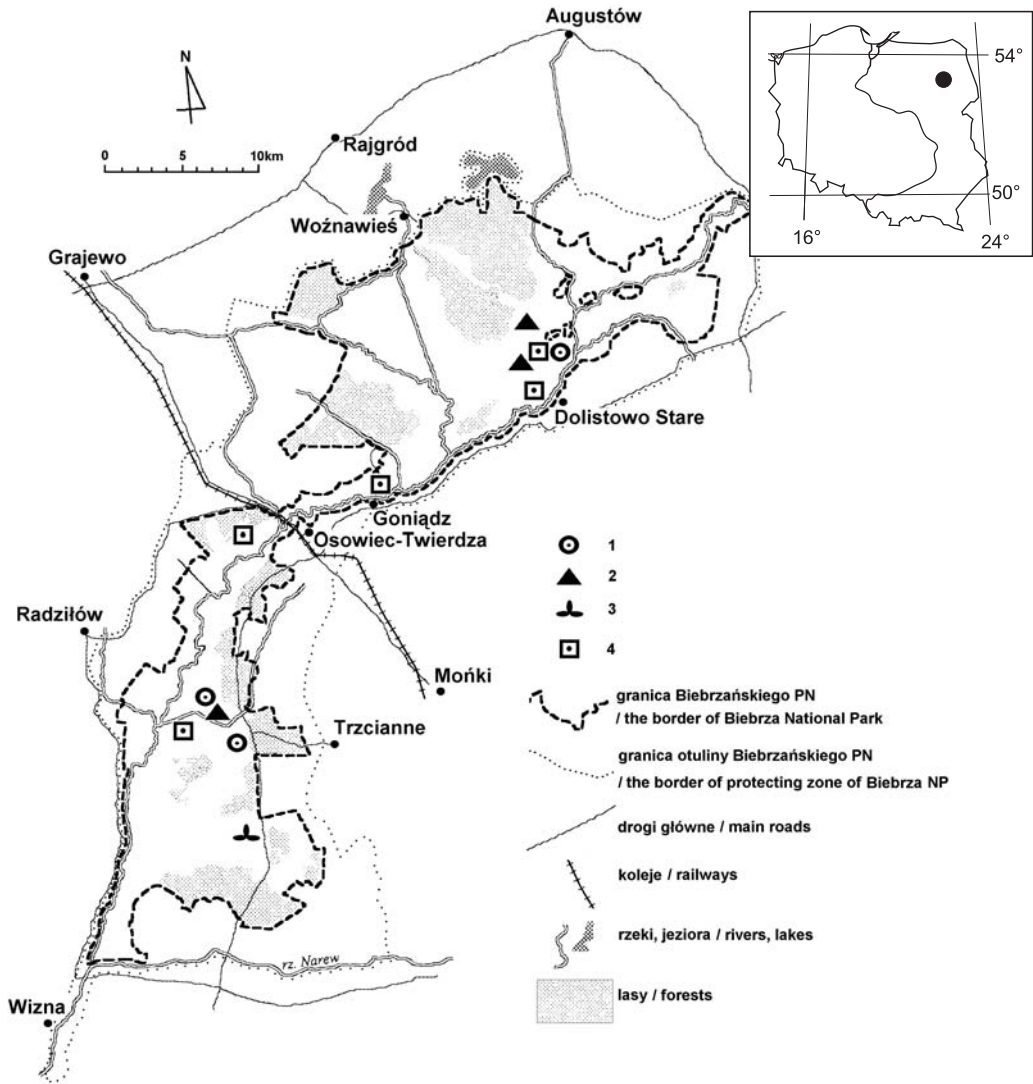 Augustów
54°
50°
16°
24°
N
0 5 10km
Rajgród
Woźnawieś
Grajewo
Dolistowo Stare
Goniądz
Osowiec-Twierdza
Radziłów
Mońki
Trzcianne
rz. Narew
Wizna
1
2
3
4
granica Biebrzańskiego PN
/ the border of Biebrza National Park
granica otuliny Biebrzańskiego PN
/ the border of protecting zone of Biebrza NP
drogi główne / main roads
koleje / railways
rzeki, jeziora / rivers, lakes
lasy / forests